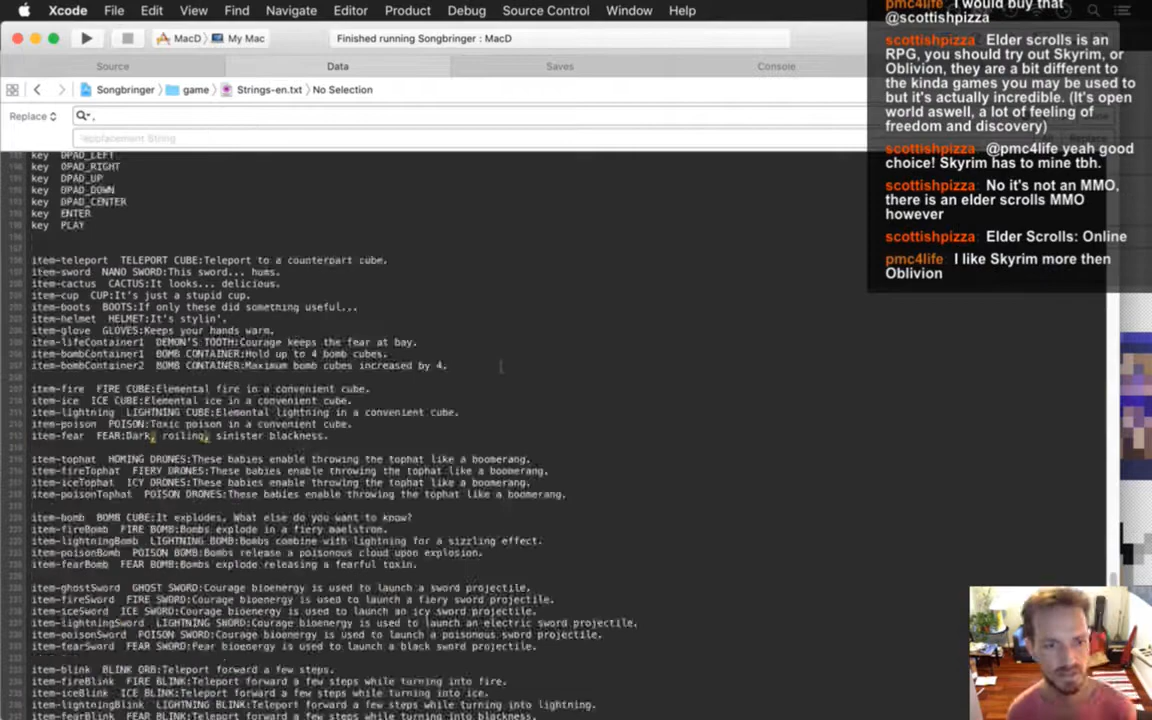 Xcode File Edit View Find Navigate Editor Product Debug Source Control Window Help
MacD My Mac
Finished running Songbringer : MacD
Source Data Saves Console
Songbringer game Strings-en.txt No Selection
Replace ,
Replacement String
key DPAD_LEFT
key DPAD_RIGHT
key DPAD_UP
key DPAD_DOWN
key DPAD_CENTER
key ENTER
key PLAY
item-teleport TELEPORT CUBE:Teleport to a counterpart cube.
item-sword NANO SWORD:This sword... hums.
item-cactus CACTUS:It looks... delicious.
item-cup CUP:It's just a stupid cup.
item-boots BOOTS:If only these did something useful...
item-helmet HELMET:It's stylin'.
item-glove GLOVES:Keeps your hands warm.
item-lifeContainer1 DEMON'S TOOTH:Courage keeps the fear at bay.
item-bombContainer1 BOMB CONTAINER:Hold up to 4 bomb cubes.
item-bombContainer2 BOMB CONTAINER:Maximum bomb cubes increased by 4.
item-fire FIRE CUBE:Elemental fire in a convenient cube.
item-ice ICE CUBE:Elemental ice in a convenient cube.
item-lightning LIGHTNING CUBE:Elemental lightning in a convenient cube.
item-poison POISON:Toxic poison in a convenient cube.
item-fear FEAR:Dark, roiling, sinister blackness.
item-tophat HOMING DRONES:These babies enable throwing the tophat like a boomerang.
item-fireTophat FIERY DRONES:These babies enable throwing the tophat like a boomerang.
item-iceTophat ICY DRONES:These babies enable throwing the tophat like a boomerang.
item-poisonTophat POISON DRONES:These babies enable throwing the tophat like a boomerang.
item-bomb BOMB CUBE:It explodes. What else do you want to know?
item-fireBomb FIRE BOMB:Bombs explode in a fiery maelstrom.
item-lightningBomb LIGHTNING BOMB:Bombs combine with lightning for a sizzling effect.
item-poisonBomb POISON BOMB:Bombs release a poisonous cloud upon explosion.
item-fearBomb FEAR BOMB:Bombs explode releasing a fearful toxin.
item-ghostSword GHOST SWORD:Courage bioenergy is used to launch a sword projectile.
item-fireSword FIRE SWORD:Courage bioenergy is used to launch a fiery sword projectile.
item-iceSword ICE SWORD:Courage bioenergy is used to launch an icy sword projectile.
item-lightningSword LIGHTNING SWORD:Courage bioenergy is used to launch an electric sword projectile.
item-poisonSword POISON SWORD:Courage bioenergy is used to launch a poisonous sword projectile.
item-fearSword FEAR SWORD:Fear bioenergy is used to launch a black sword projectile.
item-blink BLINK ORB:Teleport forward a few steps.
item-fireBlink FIRE BLINK:Teleport forward a few steps while turning into fire.
item-iceBlink ICE BLINK:Teleport forward a few steps while turning into ice.
item-lightningBlink LIGHTNING BLINK:Teleport forward a few steps while turning into lightning.
item-fearBlink FEAR BLINK:Teleport forward a few steps while turning into blackness.
pmc4life I would buy that
@scottishpizza
scottishpizza Elder scrolls is an
RPG, you should try out Skyrim, or
Oblivion, they are a bit different to
the kinda games you may be used to
but it's actually incredible. (It's open
world aswell, a lot of feeling of
freedom and discovery)
scottishpizza @pmc4life yeah good
choice! Skyrim has to mine tbh.
scottishpizza No it's not an MMO,
there is an elder scrolls MMO
however
scottishpizza Elder Scrolls: Online
pmc4life I like Skyrim more then
Oblivion